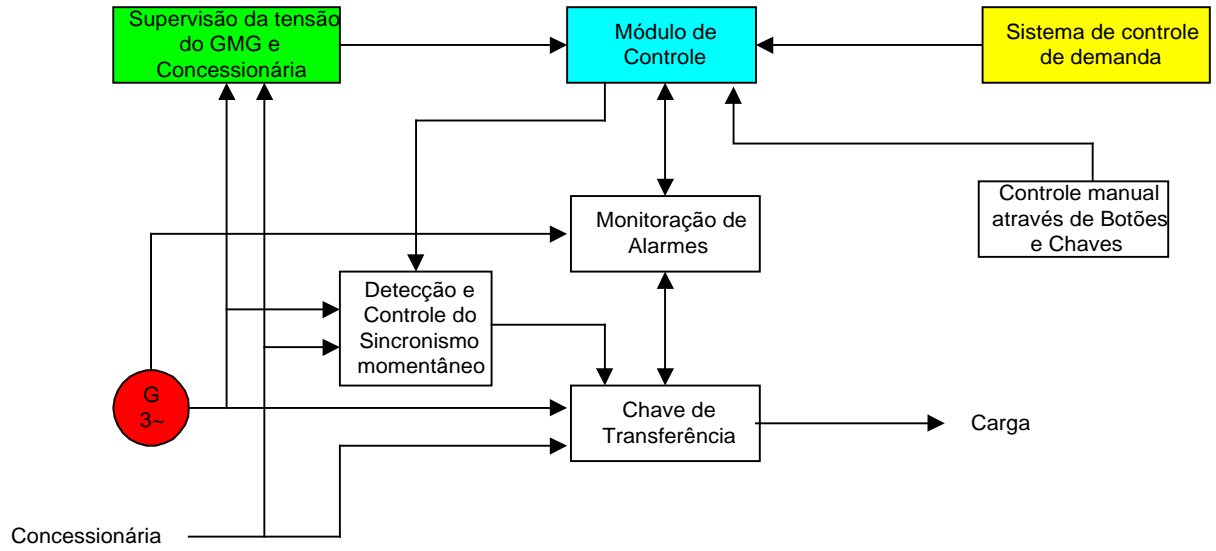 Supervisão da tensão
do GMG e
Concessionária
Módulo de
Controle
Sistema de controle
de demanda
Controle manual
através de Botões
e Chaves
Monitoração de
Alarmes
Detecção e
Controle do
Sincronismo
momentâneo
G
3~
Chave de
Transferência
Carga
Concessionária